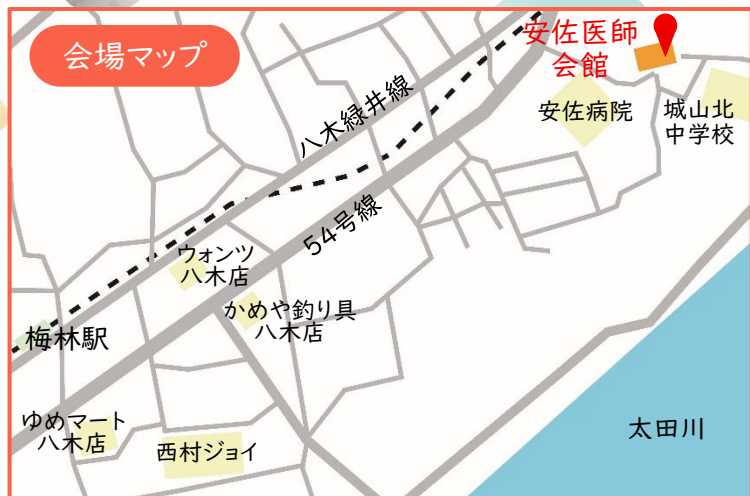 会場マップ
安佐医師
会館
安佐病院
城山北
中学校
八木緑井線
54号線
ウォンツ
八木店
かめや釣り具
八木店
梅林駅
ゆめマート
八木店
西村ジョイ
太田川